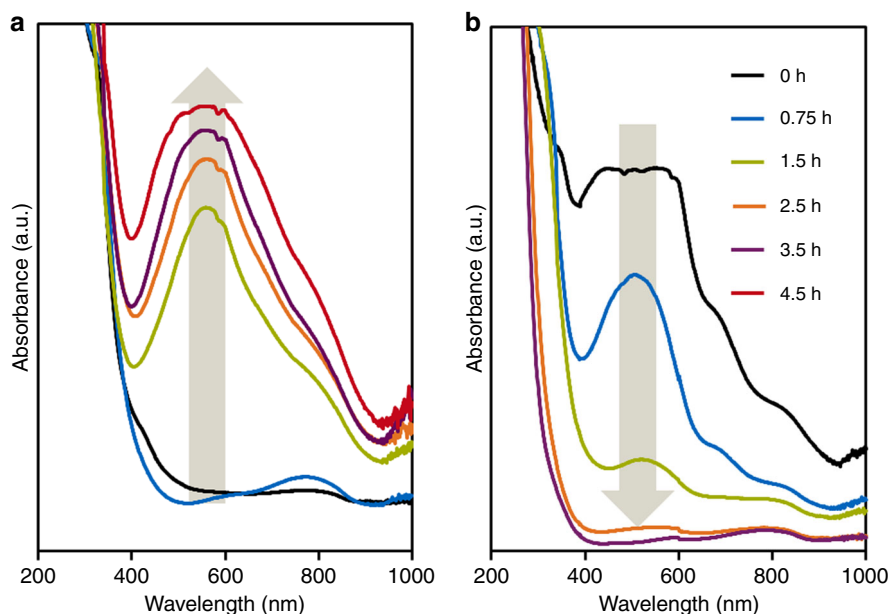 a
Absorbance (a.u.)
200 400 600 800 1000
Wavelength (nm)
b
Absorbance (a.u.)
0 h
0.75 h
1.5 h
2.5 h
3.5 h
4.5 h
200 400 600 800 1000
Wavelength (nm)